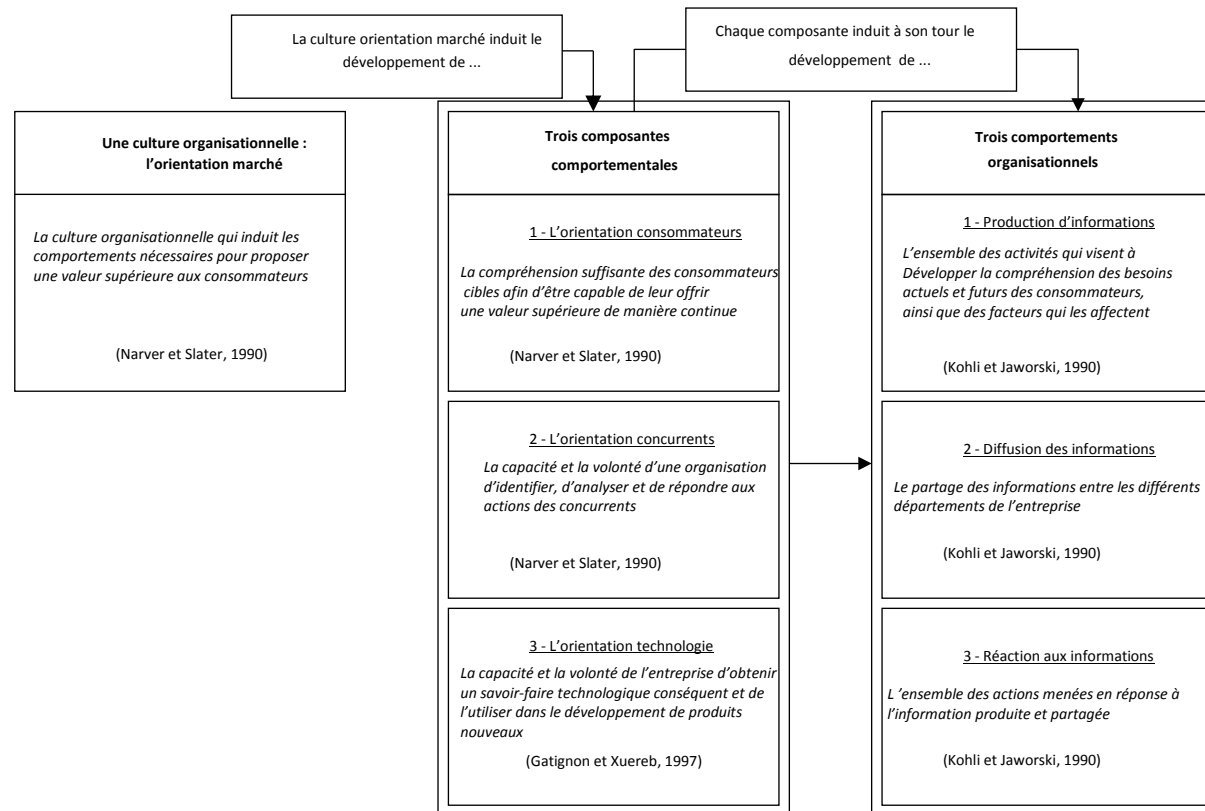 La culture orientation marché induit le
développement de ...
Chaque composante induit à son tour le
développement de ...
Une culture organisationnelle :
l’orientation marché
La culture organisationnelle qui induit les
comportements nécessaires pour proposer
une valeur supérieure aux consommateurs
(Narver et Slater, 1990)
Trois composantes
comportementales
1 - L’orientation consommateurs
La compréhension suffisante des consommateurs
cibles afin d’être capable de leur offrir
une valeur supérieure de manière continue
(Narver et Slater, 1990)
2 - L’orientation concurrents
La capacité et la volonté d’une organisation
d’identifier, d’analyser et de répondre aux
actions des concurrents
(Narver et Slater, 1990)
3 - L’orientation technologie
La capacité et la volonté de l’entreprise d’obtenir
un savoir-faire technologique conséquent et de
l’utiliser dans le développement de produits
nouveaux
(Gatignon et Xuereb, 1997)
Trois comportements
organisationnels
1 - Production d’informations
L’ensemble des activités qui visent à
Développer la compréhension des besoins
actuels et futurs des consommateurs,
ainsi que des facteurs qui les affectent
(Kohli et Jaworski, 1990)
2 - Diffusion des informations
Le partage des informations entre les différents
départements de l’entreprise
(Kohli et Jaworski, 1990)
3 - Réaction aux informations
L ’ensemble des actions menées en réponse à
l’information produite et partagée
(Kohli et Jaworski, 1990)